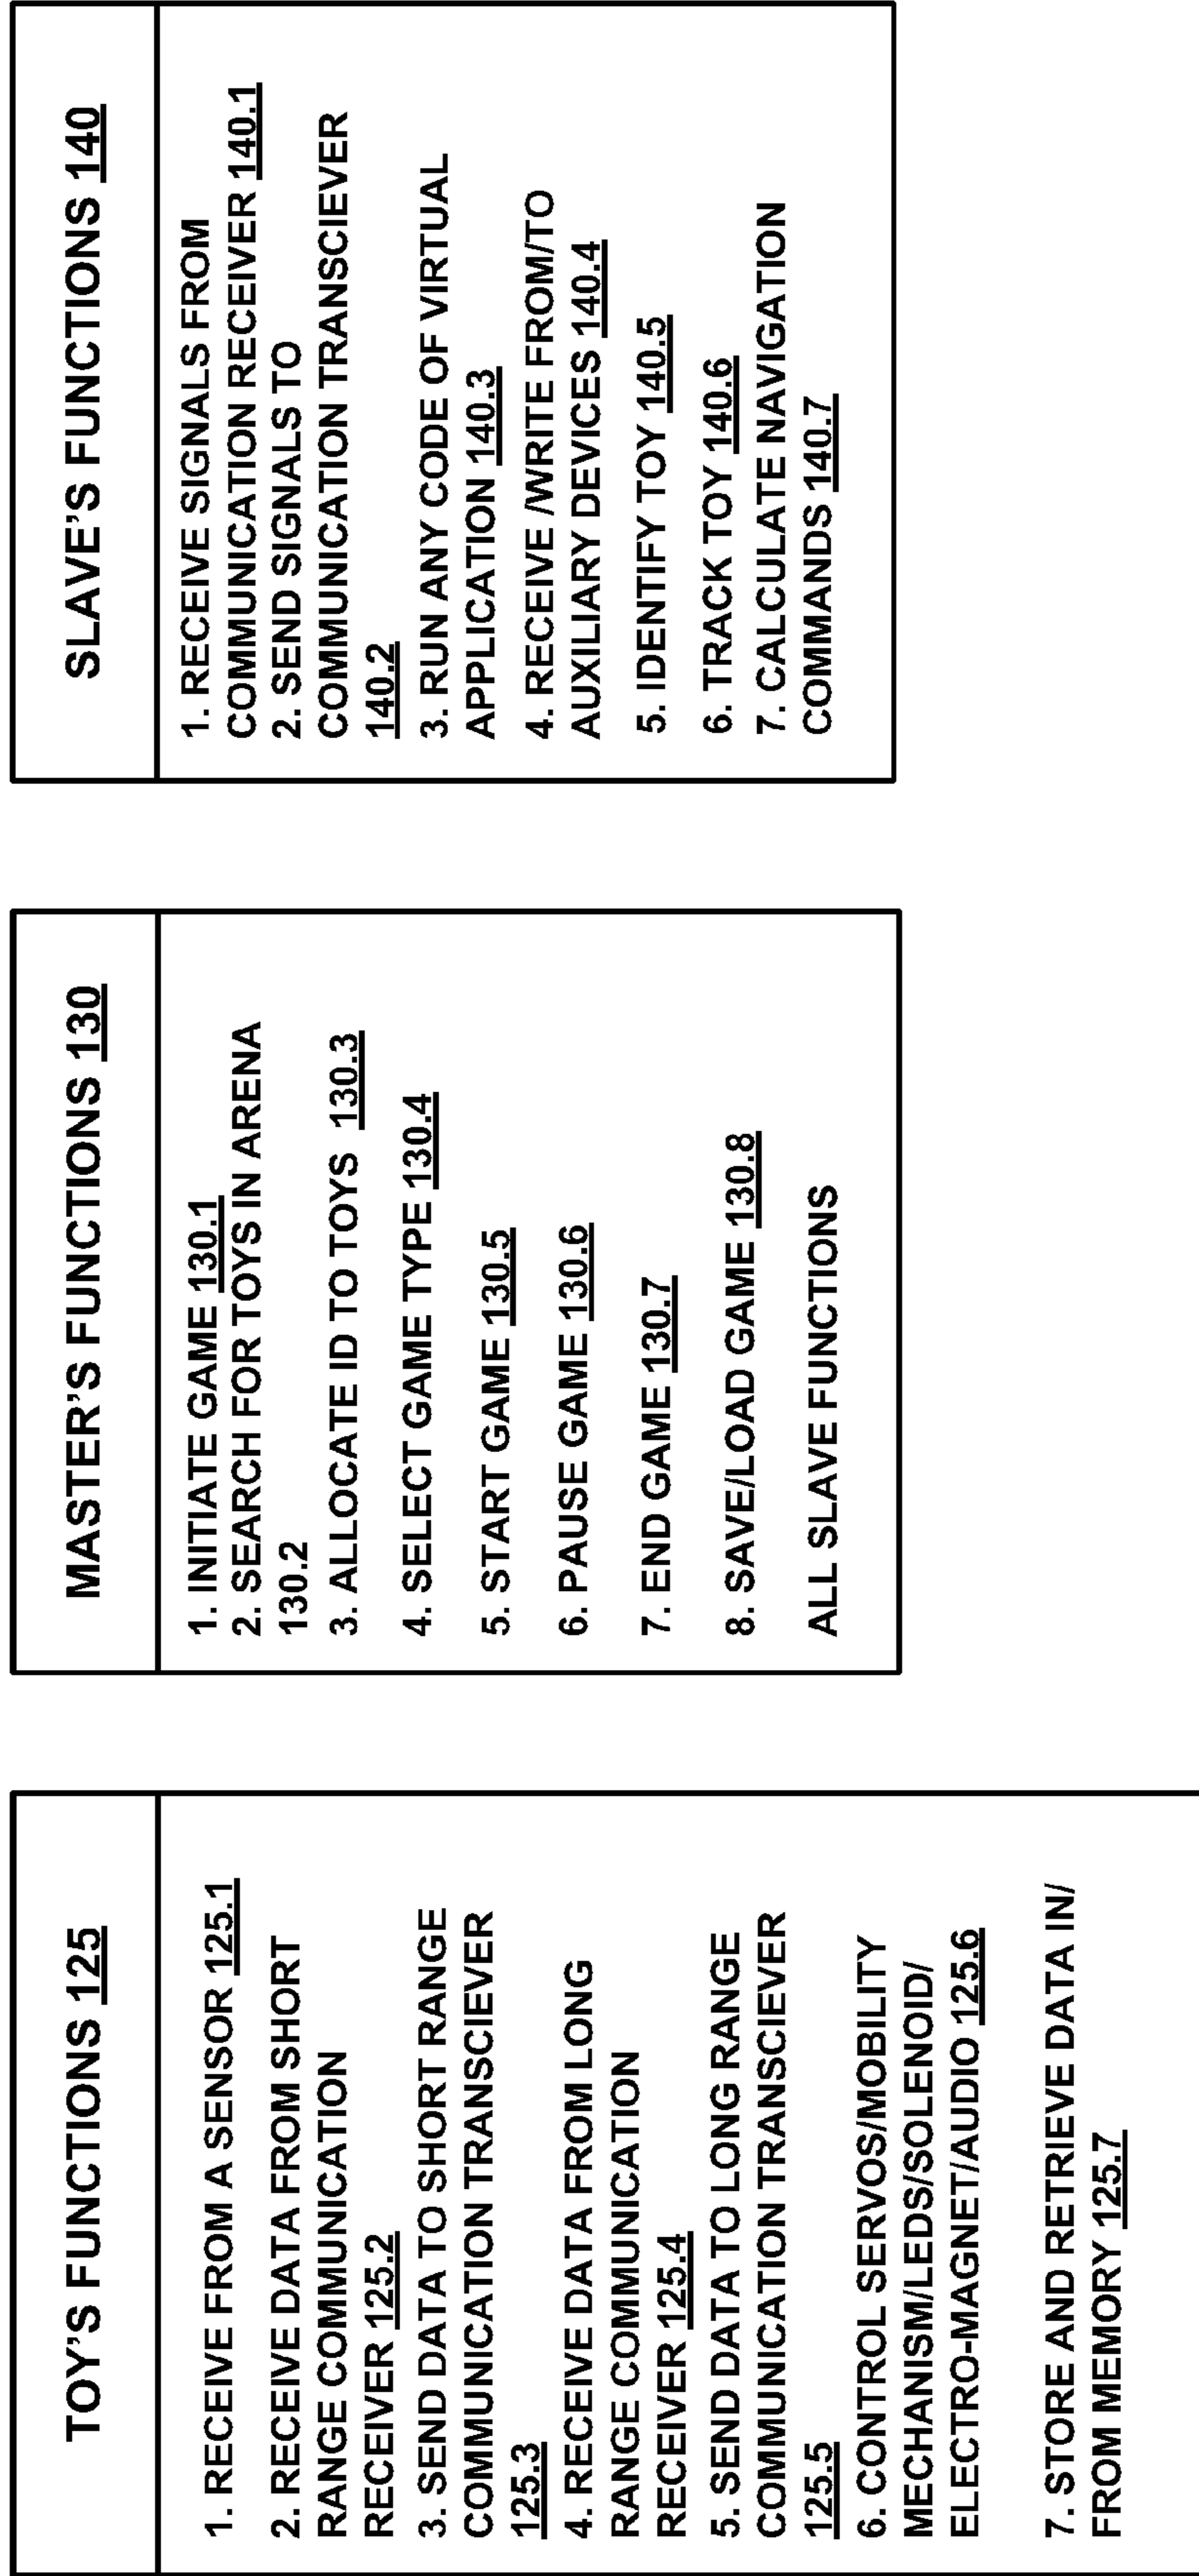 TOY'S FUNCTIONS 125
1. RECEIVE FROM A SENSOR 125.1
2. RECEIVE DATA FROM SHORT
RANGE COMMUNICATION
RECEIVER 125.2
3. SEND DATA TO SHORT RANGE
COMMUNICATION TRANSCIEVER
125.3
4. RECEIVE DATA FROM LONG
RANGE COMMUNICATION
RECEIVER 125.4
5. SEND DATA TO LONG RANGE
COMMUNICATION TRANSCIEVER
125.5
6. CONTROL SERVOS/MOBILITY
MECHANISM/LEDS/SOLENOID/
ELECTRO-MAGNET/AUDIO 125.6
7. STORE AND RETRIEVE DATA IN/
FROM MEMORY 125.7
MASTER'S FUNCTIONS 130
1. INITIATE GAME 130.1
2. SEARCH FOR TOYS IN ARENA
130.2
3. ALLOCATE ID TO TOYS 130.3
4. SELECT GAME TYPE 130.4
5. START GAME 130.5
6. PAUSE GAME 130.6
7. END GAME 130.7
8. SAVE/LOAD GAME 130.8
ALL SLAVE FUNCTIONS
SLAVE'S FUNCTIONS 140
1. RECEIVE SIGNALS FROM
COMMUNICATION RECEIVER 140.1
2. SEND SIGNALS TO
COMMUNICATION TRANSCIEVER
140.2
3. RUN ANY CODE OF VIRTUAL
APPLICATION 140.3
4. RECEIVE /WRITE FROM/TO
AUXILIARY DEVICES 140.4
5. IDENTIFY TOY 140.5
6. TRACK TOY 140.6
7. CALCULATE NAVIGATION
COMMANDS 140.7